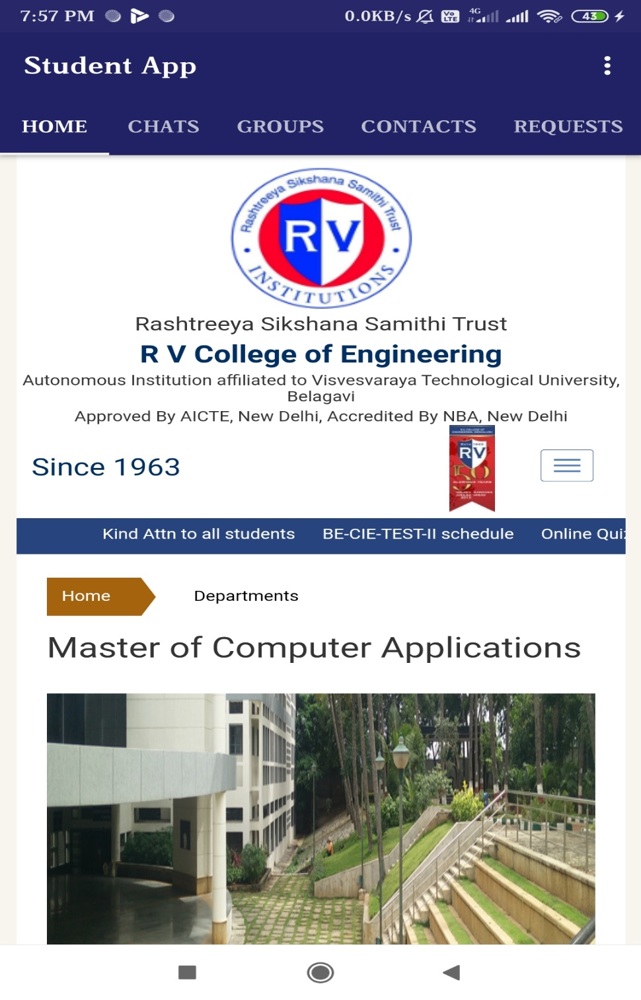 7:57 PM 0.0KB/s Vo LTE 4G 43
Student App
HOME CHATS GROUPS CONTACTS REQUESTS
Rashtreeya Sikshana Samithi Trust
R V
INSTITUTIONS
Rashtreeya Sikshana Samithi Trust
R V College of Engineering
Autonomous Institution affiliated to Visvesvaraya Technological University,
Belagavi
Approved By AICTE, New Delhi, Accredited By NBA, New Delhi
Since 1963
RV
50
Kind Attn to all students BE-CIE-TEST-II schedule Online
Home Departments
Master of Computer Applications